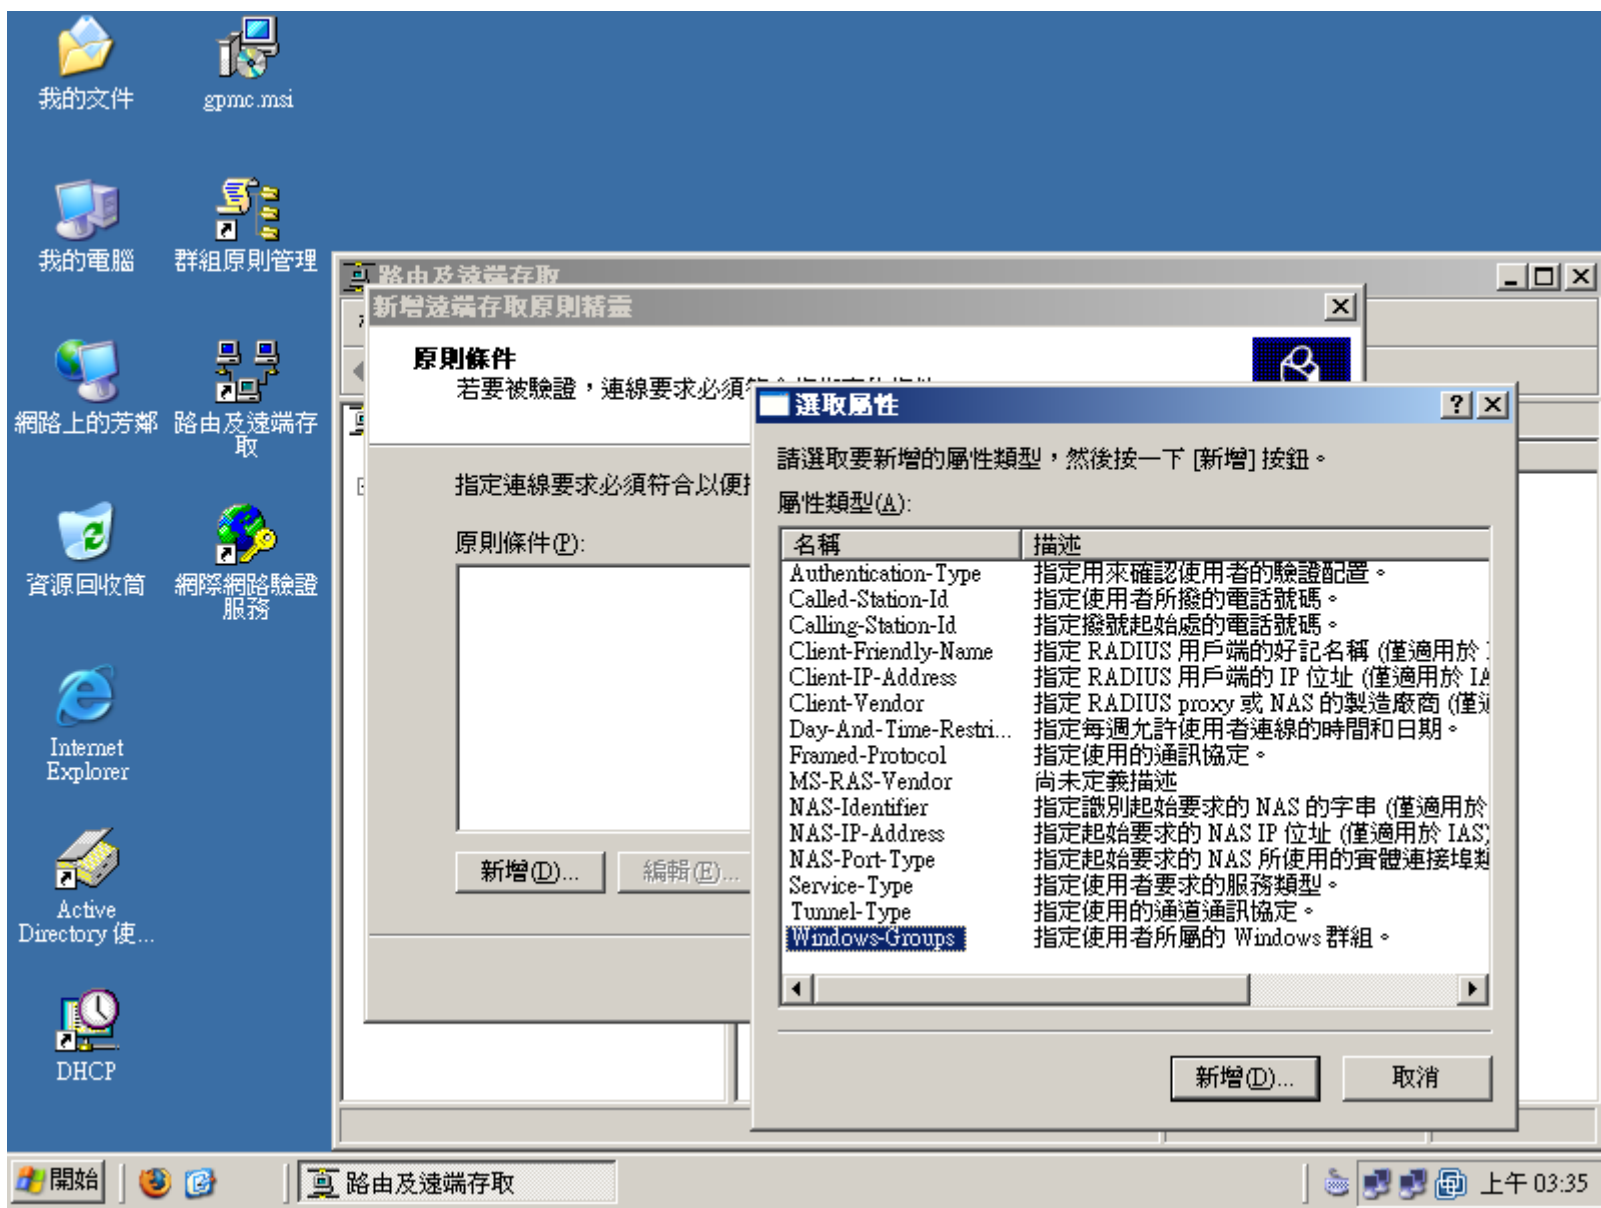 我的文件
gpmc.msi
我的電腦
群組原則管理
網路上的芳鄰
路由及遠端存
取
資源回收筒
網際網路驗證
服務
Internet
Explorer
Active
Directory 使...
DHCP
路由及遠端存取
新增遠端存取原則精靈
原則條件
若要被驗證，連線要求必須符合
指定連線要求必須符合以便
原則條件(P):
新增(D)...
編輯(E)...
選取屬性
請選取要新增的屬性類型，然後按一下 [新增] 按鈕。
屬性類型(A):
名稱 描述
Authentication-Type 指定用來確認使用者的驗證配置。
Called-Station-Id 指定使用者所撥的電話號碼。
Calling-Station-Id 指定撥號起始處的電話號碼。
Client-Friendly-Name 指定 RADIUS 用戶端的好記名稱 (僅適用於
Client-IP-Address 指定 RADIUS 用戶端的 IP 位址 (僅適用於 IA
Client-Vendor 指定 RADIUS proxy 或 NAS 的製造廠商 (僅適
Day-And-Time-Restri... 指定每週允許使用者連線的時間和日期。
Framed-Protocol 指定使用的通訊協定。
MS-RAS-Vendor 尚未定義描述
NAS-Identifier 指定識別起始要求的 NAS 的字串 (僅適用於
NAS-IP-Address 指定起始要求的 NAS IP 位址 (僅適用於 IAS)
NAS-Port-Type 指定起始要求的 NAS 所使用的實體連接埠類
Service-Type 指定使用者要求的服務類型。
Tunnel-Type 指定使用的通道通訊協定。
Windows-Groups 指定使用者所屬的 Windows 群組。
新增(D)...
取消
開始
路由及遠端存取
上午 03:35